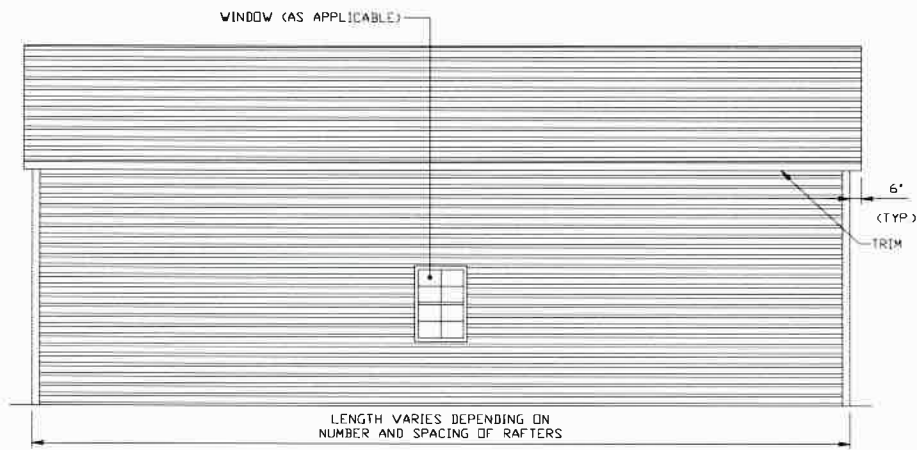 WINDOW (AS APPLICABLE)
6"
(TYP)
TRIM
LENGTH VARIES DEPENDING ON
NUMBER AND SPACING OF RAFTERS